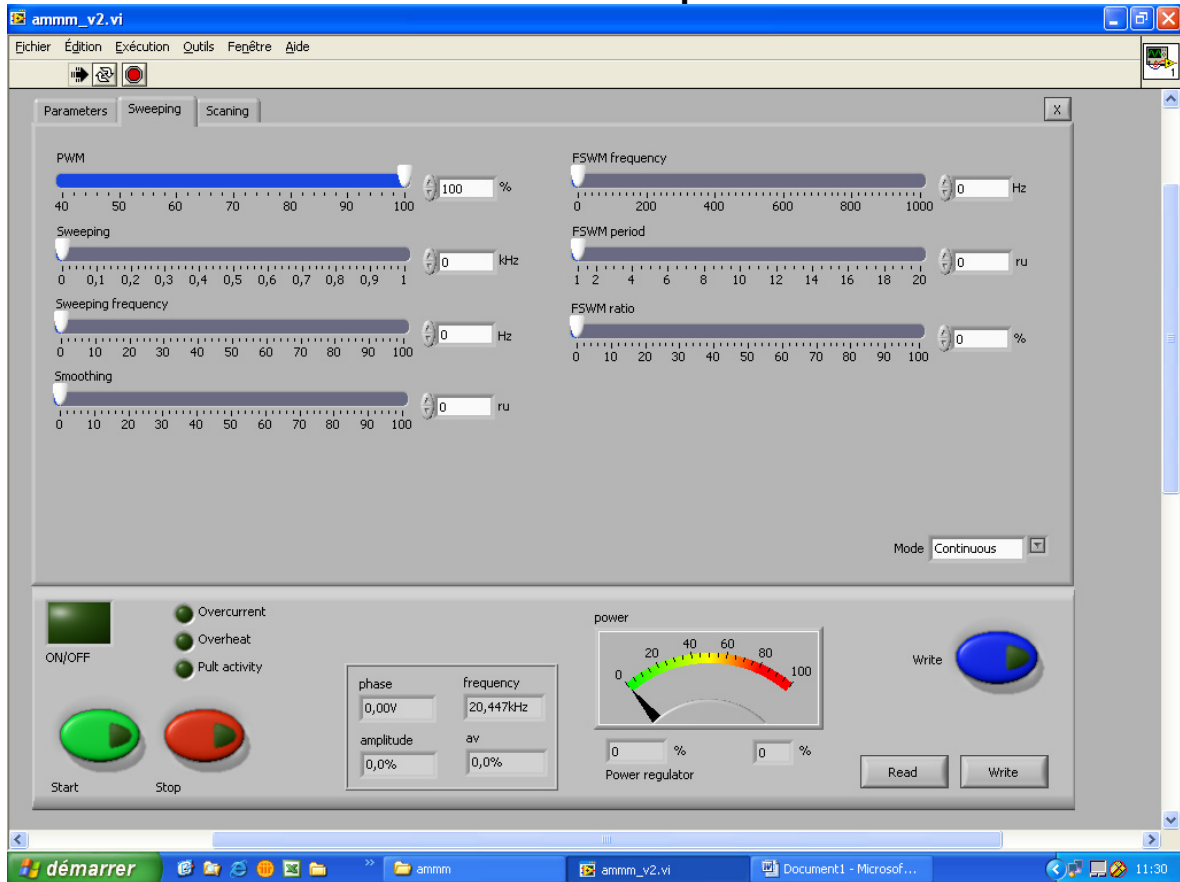 ammm_v2.vi
Fichier Édition Exécution Outils Fenêtre Aide
1
Parameters Sweeping Scaning X
PWM
100 %
40 50 60 70 80 90 100
Sweeping
0 kHz
0 0,1 0,2 0,3 0,4 0,5 0,6 0,7 0,8 0,9 1
Sweeping frequency
0 Hz
0 10 20 30 40 50 60 70 80 90 100
Smoothing
0 ru
0 10 20 30 40 50 60 70 80 90 100
FSWM frequency
0 Hz
0 200 400 600 800 1000
FSWM period
0 ru
1 2 4 6 8 10 12 14 16 18 20
FSWM ratio
0 %
0 10 20 30 40 50 60 70 80 90 100
Mode Continuous
ON/OFF
Overcurrent
Overheat
Pult activity
Start Stop
phase frequency
0,00V 20,447kHz
amplitude av
0,0% 0,0%
power
0 20 40 60 80 100
0 % 0 %
Power regulator
Write
Read Write
démarrer » ammm ammm_v2.vi Document1 - Microsof... 11:30